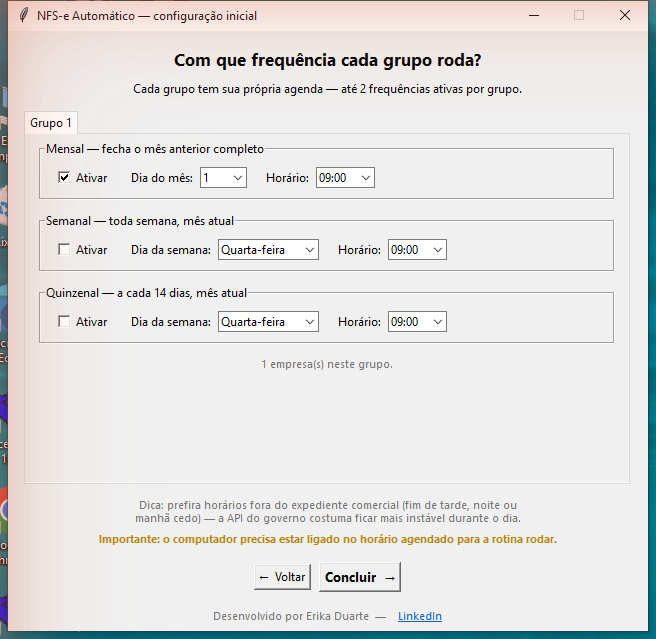 NFS-e Automático — configuração inicial
Com que frequência cada grupo roda?
Cada grupo tem sua própria agenda — até 2 frequências ativas por grupo.
Grupo 1
Mensal — fecha o mês anterior completo
Ativar Dia do mês: 1 Horário: 09:00
Semanal — toda semana, mês atual
Ativar Dia da semana: Quarta-feira Horário: 09:00
Quinzenal — a cada 14 dias, mês atual
Ativar Dia da semana: Quarta-feira Horário: 09:00
1 empresa(s) neste grupo.
Dica: prefira horários fora do expediente comercial (fim de tarde, noite ou
manhã cedo) — a API do governo costuma ficar mais instável durante o dia.
Importante: o computador precisa estar ligado no horário agendado para a rotina rodar.
← Voltar Concluir →
Desenvolvido por Erika Duarte — LinkedIn